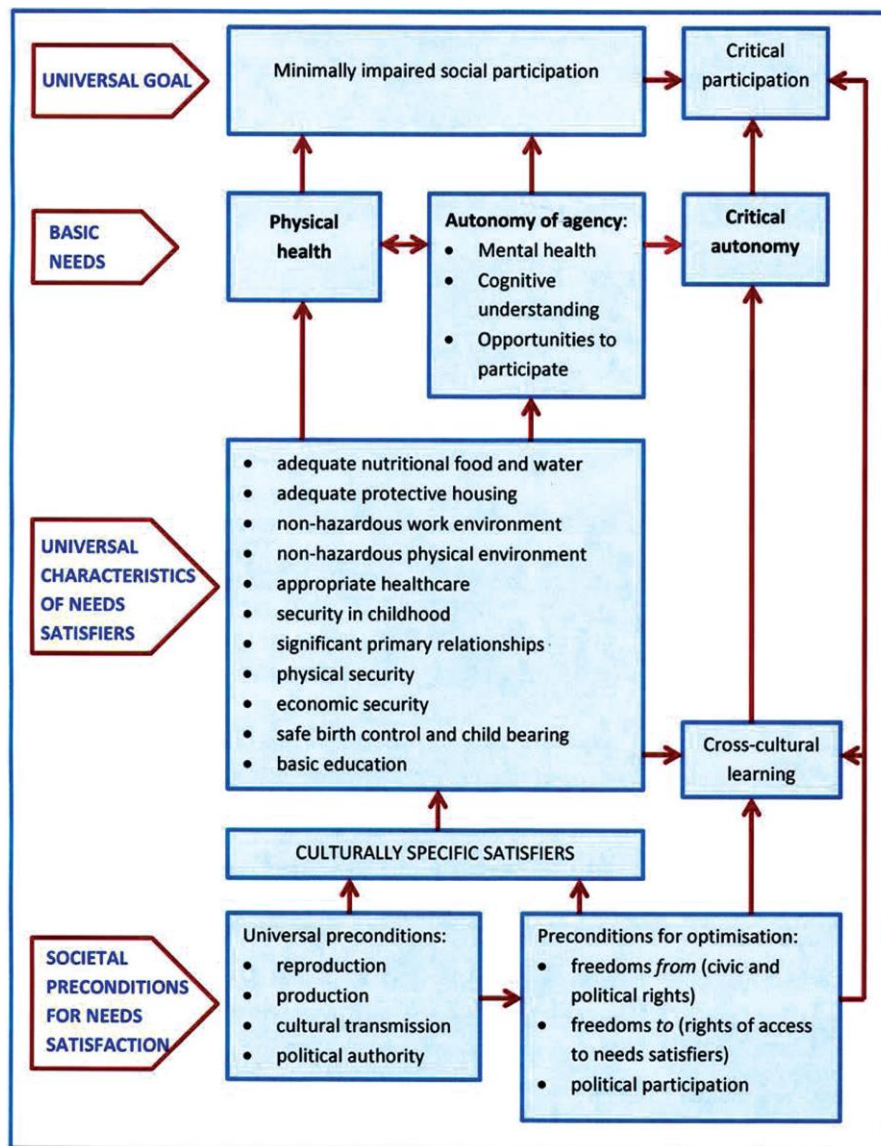 UNIVERSAL GOAL
Minimally impaired social participation
Critical
participation
BASIC
NEEDS
Physical
health
Autonomy of agency:
• Mental health
• Cognitive
understanding
• Opportunities to
participate
Critical
autonomy
UNIVERSAL
CHARACTERISTICS
OF NEEDS
SATISFIERS
• adequate nutritional food and water
• adequate protective housing
• non-hazardous work environment
• non-hazardous physical environment
• appropriate healthcare
• security in childhood
• significant primary relationships
• physical security
• economic security
• safe birth control and child bearing
• basic education
Cross-cultural
learning
CULTURALLY SPECIFIC SATISFIERS
SOCIETAL
PRECONDITIONS
FOR NEEDS
SATISFACTION
Universal preconditions:
• reproduction
• production
• cultural transmission
• political authority
Preconditions for optimisation:
• freedoms from (civic and
political rights)
• freedoms to (rights of access
to needs satisfiers)
• political participation